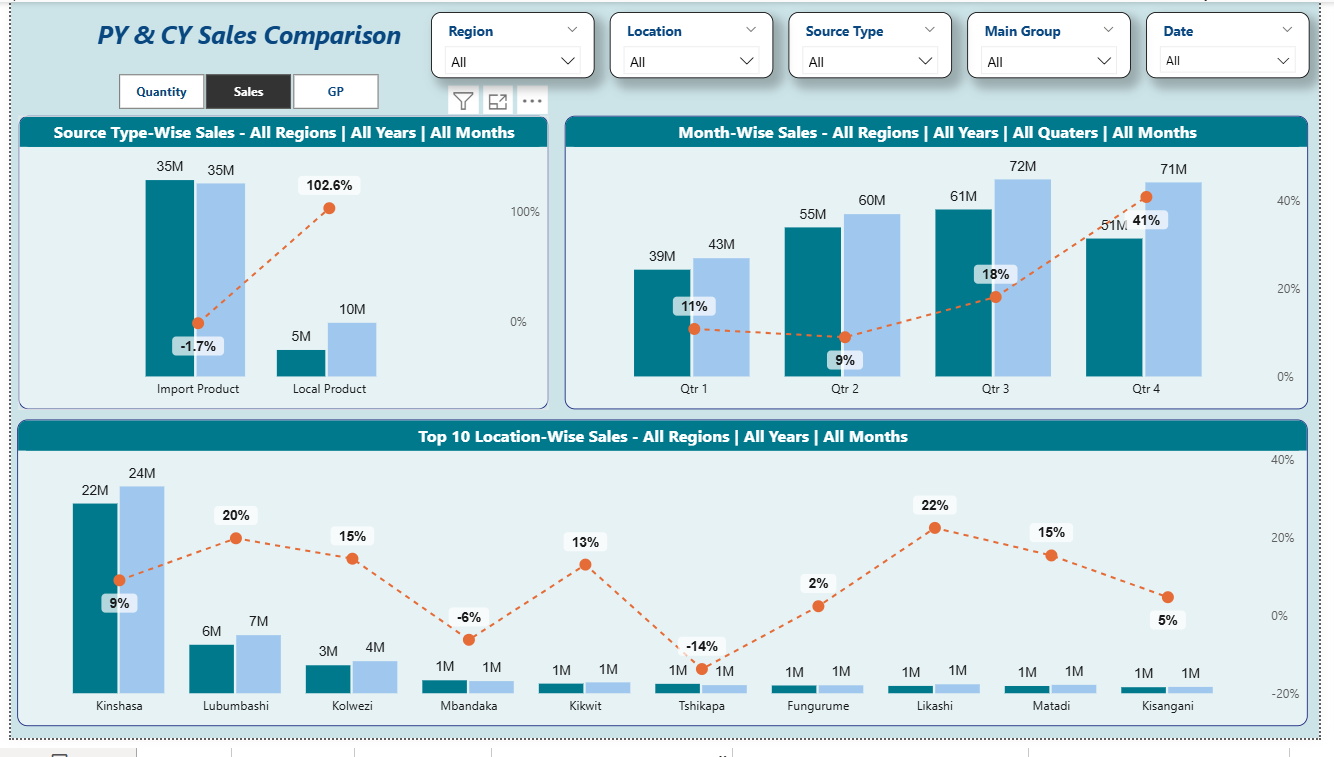 PY & CY Sales Comparison
Region
All
Location
All
Source Type
All
Main Group
All
Date
All
Quantity Sales GP
Source Type-Wise Sales - All Regions | All Years | All Months
35M 35M
102.6%
100%
10M
5M
0%
-1.7%
Import Product Local Product
Month-Wise Sales - All Regions | All Years | All Quaters | All Months
72M 71M
61M
60M
55M
51M 41%
40%
43M
39M
18%
20%
11%
9%
0%
Qtr 1 Qtr 2 Qtr 3 Qtr 4
Top 10 Location-Wise Sales - All Regions | All Years | All Months
40%
22M 24M
20% 15% 13% 22% 15%
20%
9% -6% 2% 5%
0%
6M 7M
3M 4M
-14%
1M 1M 1M 1M 1M 1M 1M 1M 1M 1M 1M 1M 1M 1M
-20%
Kinshasa Lubumbashi Kolwezi Mbandaka Kikwit Tshikapa Fungurume Likashi Matadi Kisangani